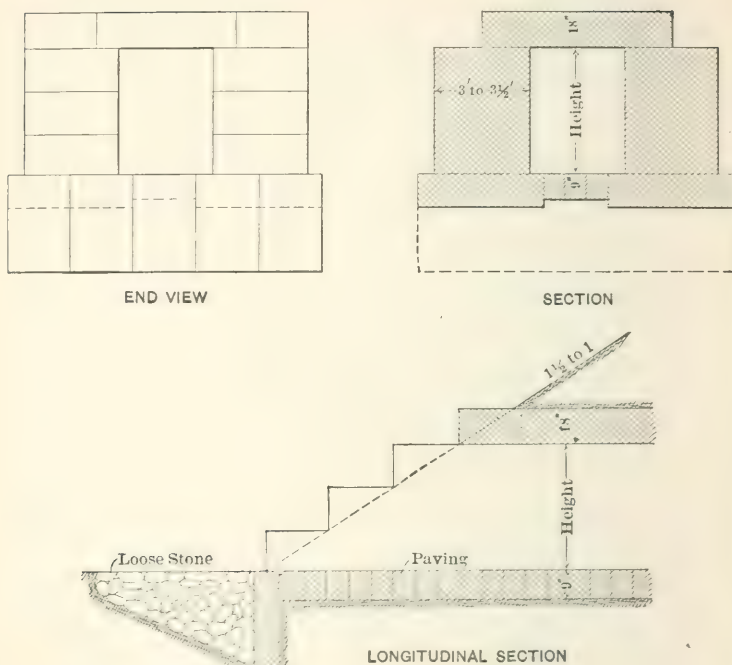 18"
3' to 3½'
Height
9"
END VIEW
SECTION
1½ to 1
18"
Height
Loose Stone
Paving
9"
LONGITUDINAL SECTION